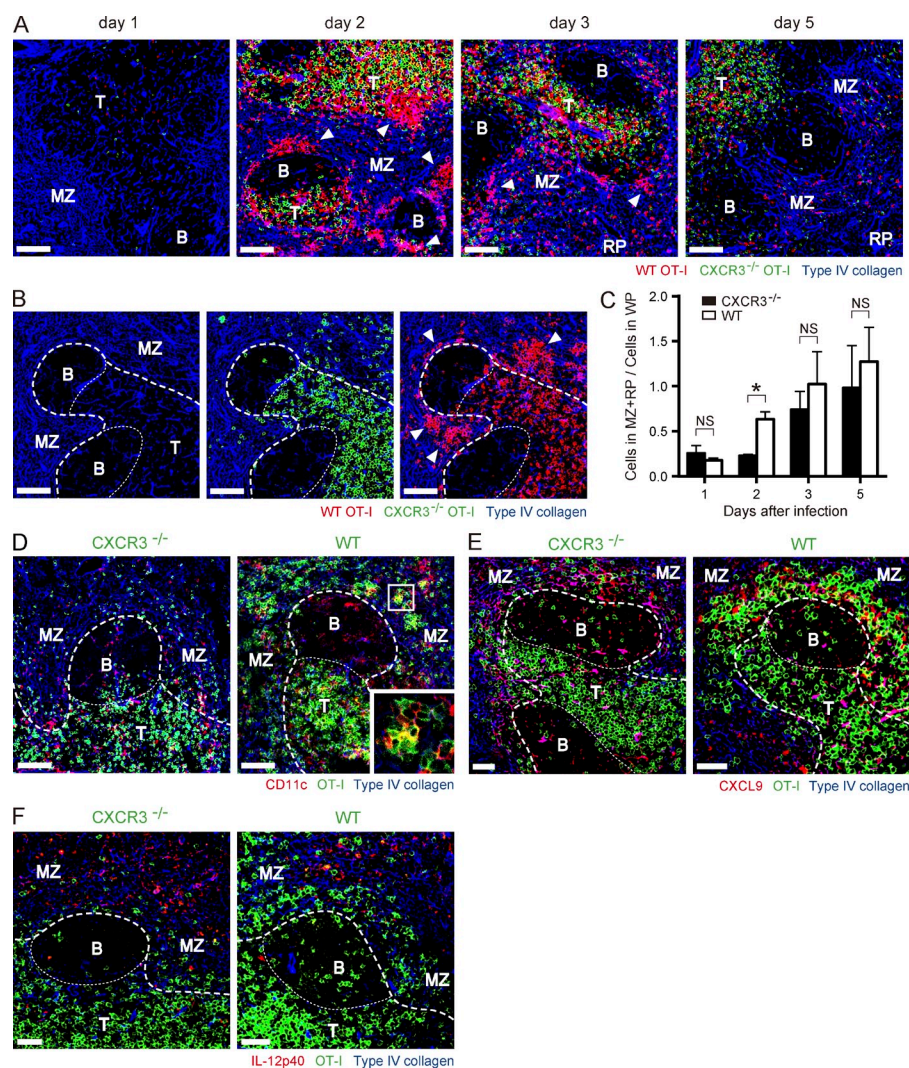 A
day 1 day 2 day 3 day 5
T MZ B
T B MZ T B
B B T MZ RP
T MZ B B MZ RP
WT OT-I CXCR3⁻/⁻ OT-I Type IV collagen
B
B MZ MZ B T
WT OT-I CXCR3⁻/⁻ OT-I Type IV collagen
C
CXCR3⁻/⁻
WT
Cells in MZ+RP / Cells in WP
2.0
1.5
1.0
0.5
0.0
NS * NS NS
1 2 3 5
Days after infection
D
CXCR3 ⁻/⁻ WT
MZ B MZ T
B MZ MZ T
CD11c OT-I Type IV collagen
E
CXCR3 ⁻/⁻ WT
MZ MZ B T B
MZ MZ B T
CXCL9 OT-I Type IV collagen
F
CXCR3 ⁻/⁻ WT
MZ B MZ T
MZ B MZ T
IL-12p40 OT-I Type IV collagen